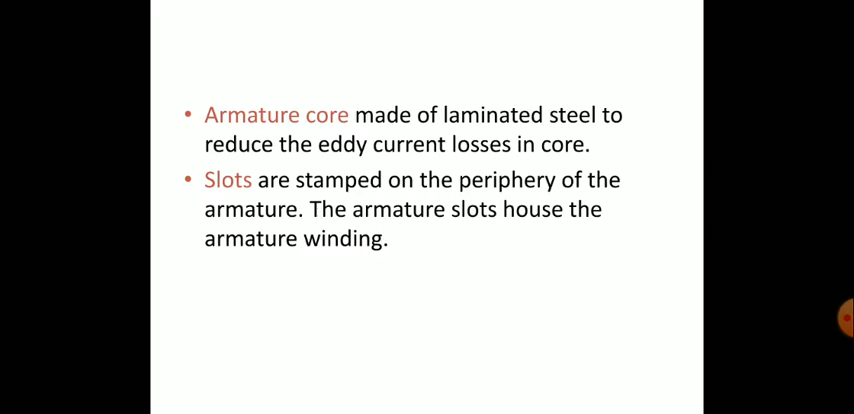 • Armature core made of laminated steel to
reduce the eddy current losses in core.
• Slots are stamped on the periphery of the
armature. The armature slots house the
armature winding.